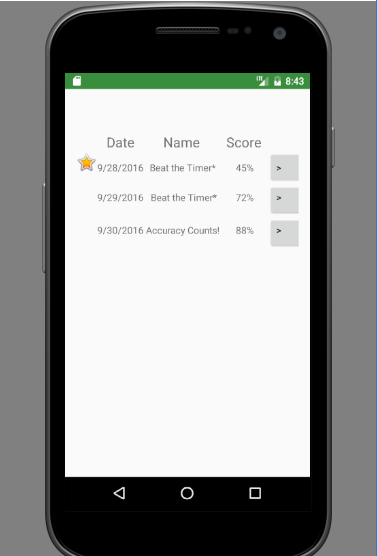 8:43
Date Name Score
9/28/2016 Beat the Timer* 45% >
9/29/2016 Beat the Timer* 72% >
9/30/2016 Accuracy Counts! 88% >